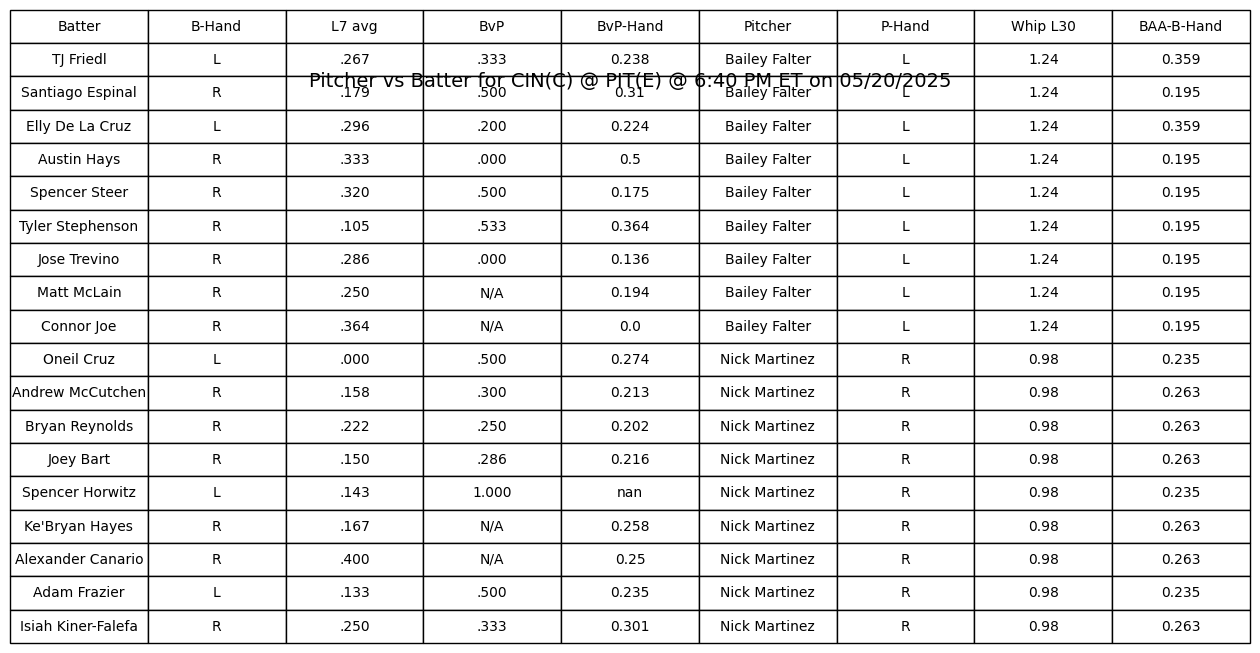 Batter B-Hand L7 avg BvP BvP-Hand Pitcher P-Hand Whip L30 BAA-B-Hand
TJ Friedl L .267 .333 0.238 Bailey Falter L 1.24 0.359
Pitcher vs Batter for CIN(C) @ PIT(E) @ 6:40 PM ET on 05/20/2025
Santiago Espinal R .179 .500 0.31 Bailey Falter L 1.24 0.195
Elly De La Cruz L .296 .200 0.224 Bailey Falter L 1.24 0.359
Austin Hays R .333 .000 0.5 Bailey Falter L 1.24 0.195
Spencer Steer R .320 .500 0.175 Bailey Falter L 1.24 0.195
Tyler Stephenson R .105 .533 0.364 Bailey Falter L 1.24 0.195
Jose Trevino R .286 .000 0.136 Bailey Falter L 1.24 0.195
Matt McLain R .250 N/A 0.194 Bailey Falter L 1.24 0.195
Connor Joe R .364 N/A 0.0 Bailey Falter L 1.24 0.195
Oneil Cruz L .000 .500 0.274 Nick Martinez R 0.98 0.235
Andrew McCutchen R .158 .300 0.213 Nick Martinez R 0.98 0.263
Bryan Reynolds R .222 .250 0.202 Nick Martinez R 0.98 0.263
Joey Bart R .150 .286 0.216 Nick Martinez R 0.98 0.263
Spencer Horwitz L .143 1.000 nan Nick Martinez R 0.98 0.235
Ke'Bryan Hayes R .167 N/A 0.258 Nick Martinez R 0.98 0.263
Alexander Canario R .400 N/A 0.25 Nick Martinez R 0.98 0.263
Adam Frazier L .133 .500 0.235 Nick Martinez R 0.98 0.235
Isiah Kiner-Falefa R .250 .333 0.301 Nick Martinez R 0.98 0.263